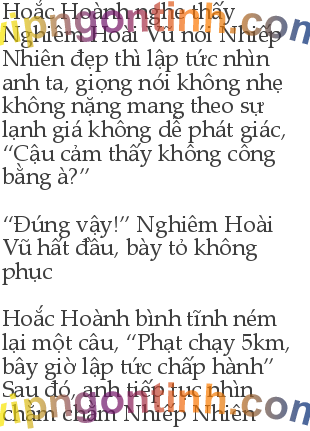 Hoắc Hoành nghe thấy
Nghiêm Hoài Vũ nói Nhiếp
Nhiên đẹp thì lập tức nhìn
anh ta, giọng nói không nhẹ
không nặng mang theo sự
lạnh giá không dễ phát giác,
“Cậu cảm thấy không công
bằng à?”
“Đúng vậy!” Nghiêm Hoài
Vũ hất đầu, bày tỏ không
phục
Hoắc Hoành bình tĩnh ném
lại một câu, “Phạt chạy 5km,
bây giờ lập tức chấp hành”
Sau đó, anh tiếp tục nhìn
chằm chằm Nhiếp Nhiên
vipngontinh.com
vipngontinh.com